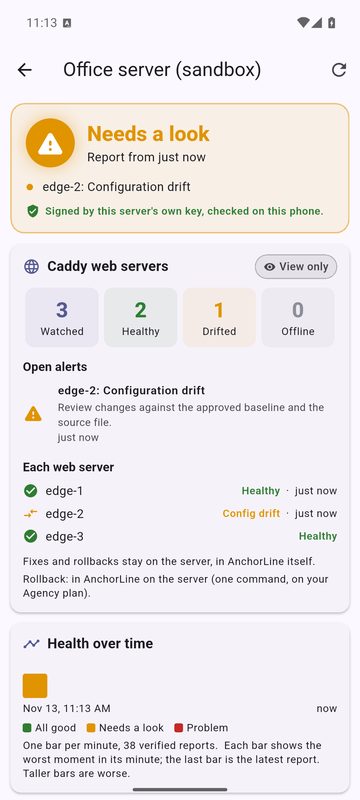 11:13 A
Office server (sandbox)
Needs a look
Report from just now
edge-2: Configuration drift
Signed by this server's own key, checked on this phone.
Caddy web servers
View only
3 2 1 0
Watched Healthy Drifted Offline
Open alerts
edge-2: Configuration drift
Review changes against the approved baseline and the
source file.
just now
Each web server
edge-1 Healthy · just now
edge-2 Config drift · just now
edge-3 Healthy
Fixes and rollbacks stay on the server, in AnchorLine itself.
Rollback: in AnchorLine on the server (one command, on your
Agency plan).
Health over time
Nov 13, 11:13 AM now
All good Needs a look Problem
One bar per minute, 38 verified reports. Each bar shows the
worst moment in its minute; the last bar is the latest report.
Taller bars are worse.